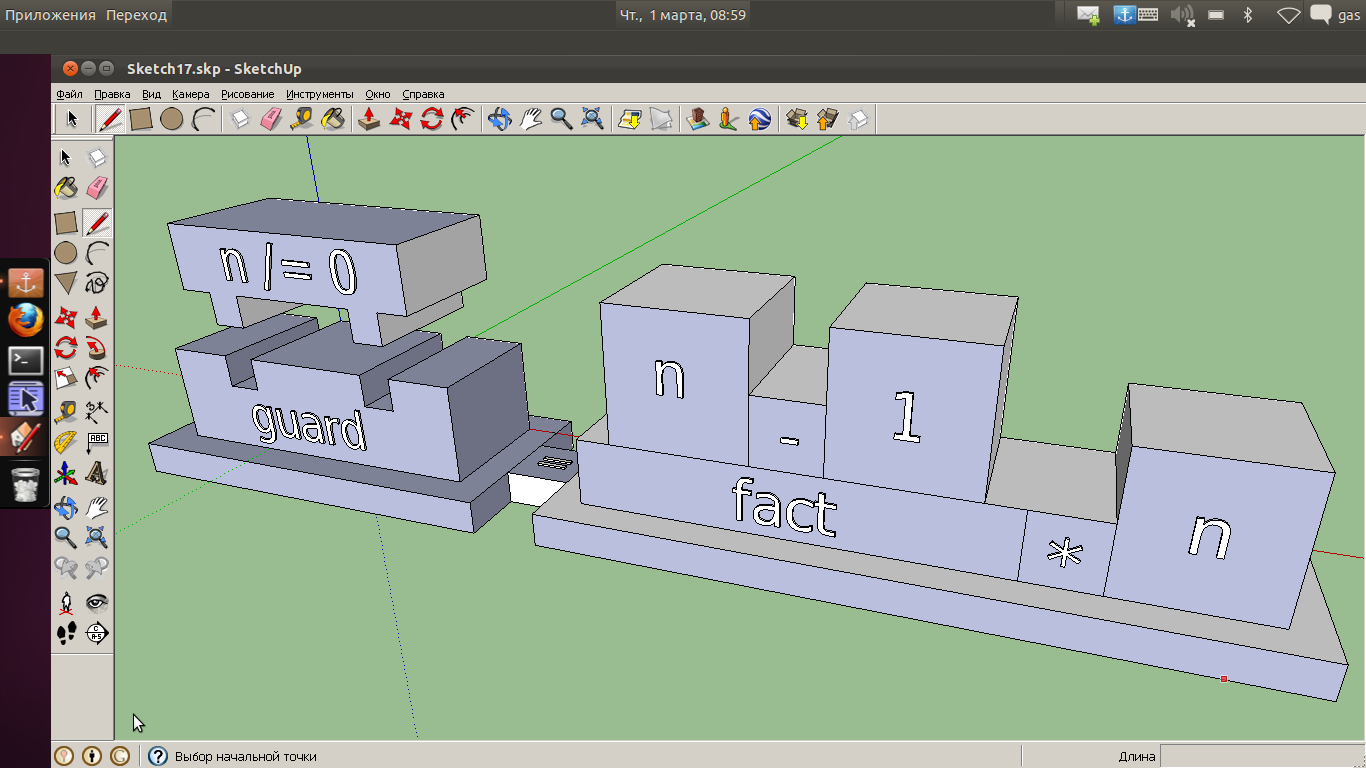 Приложения Переход Чт., 1 марта, 08:59 gas
Sketch17.skp - SketchUp
Файл Правка Вид Камера Рисование Инструменты Окно Справка
ABC
n /= 0
guard
=
n - 1
fact * n
Выбор начальной точки Длина